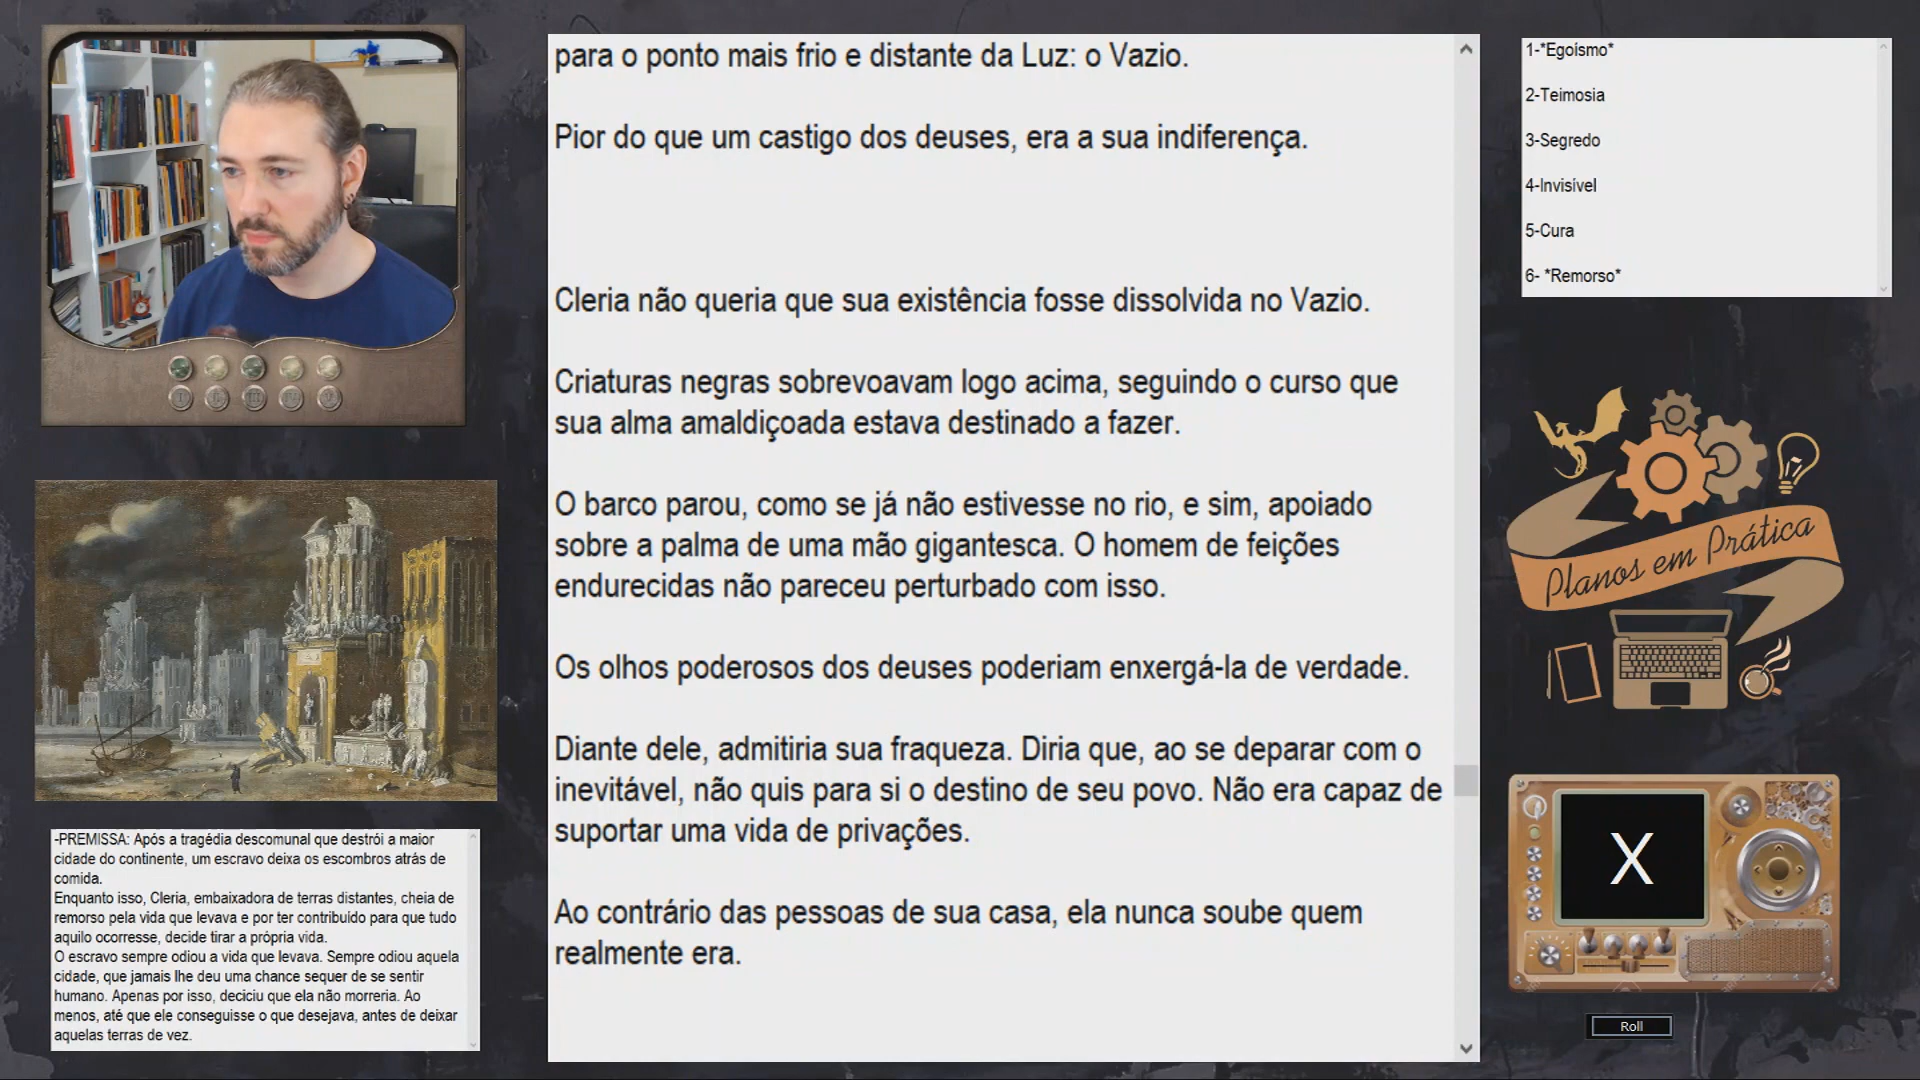 para o ponto mais frio e distante da Luz: o Vazio.
Pior do que um castigo dos deuses, era a sua indiferença.
Cleria não queria que sua existência fosse dissolvida no Vazio.
Criaturas negras sobrevoavam logo acima, seguindo o curso que
sua alma amaldiçoada estava destinado a fazer.
O barco parou, como se já não estivesse no rio, e sim, apoiado
sobre a palma de uma mão gigantesca. O homem de feições
endurecidas não pareceu perturbado com isso.
Os olhos poderosos dos deuses poderiam enxergá-la de verdade.
Diante dele, admitiria sua fraqueza. Diria que, ao se deparar com o
inevitável, não quis para si o destino de seu povo. Não era capaz de
suportar uma vida de privações.
Ao contrário das pessoas de sua casa, ela nunca soube quem
realmente era.
1-*Egoísmo*
2-Teimosia
3-Segredo
4-Invisível
5-Cura
6- *Remorso*
Planos em Prática
X
Roll
-PREMISSA: Após a tragédia descomunal que destrói a maior
cidade do continente, um escravo deixa os escombros atrás de
comida.
Enquanto isso, Cleria, embaixadora de terras distantes, cheia de
remorso pela vida que levava e por ter contribuído para que tudo
aquilo ocorresse, decide tirar a própria vida.
O escravo sempre odiou a vida que levava. Sempre odiou aquela
cidade, que jamais lhe deu uma chance sequer de se sentir
humano. Apenas por isso, deciciu que ela não morreria. Ao
menos, até que ele conseguisse o que desejava, antes de deixar
aquelas terras de vez.